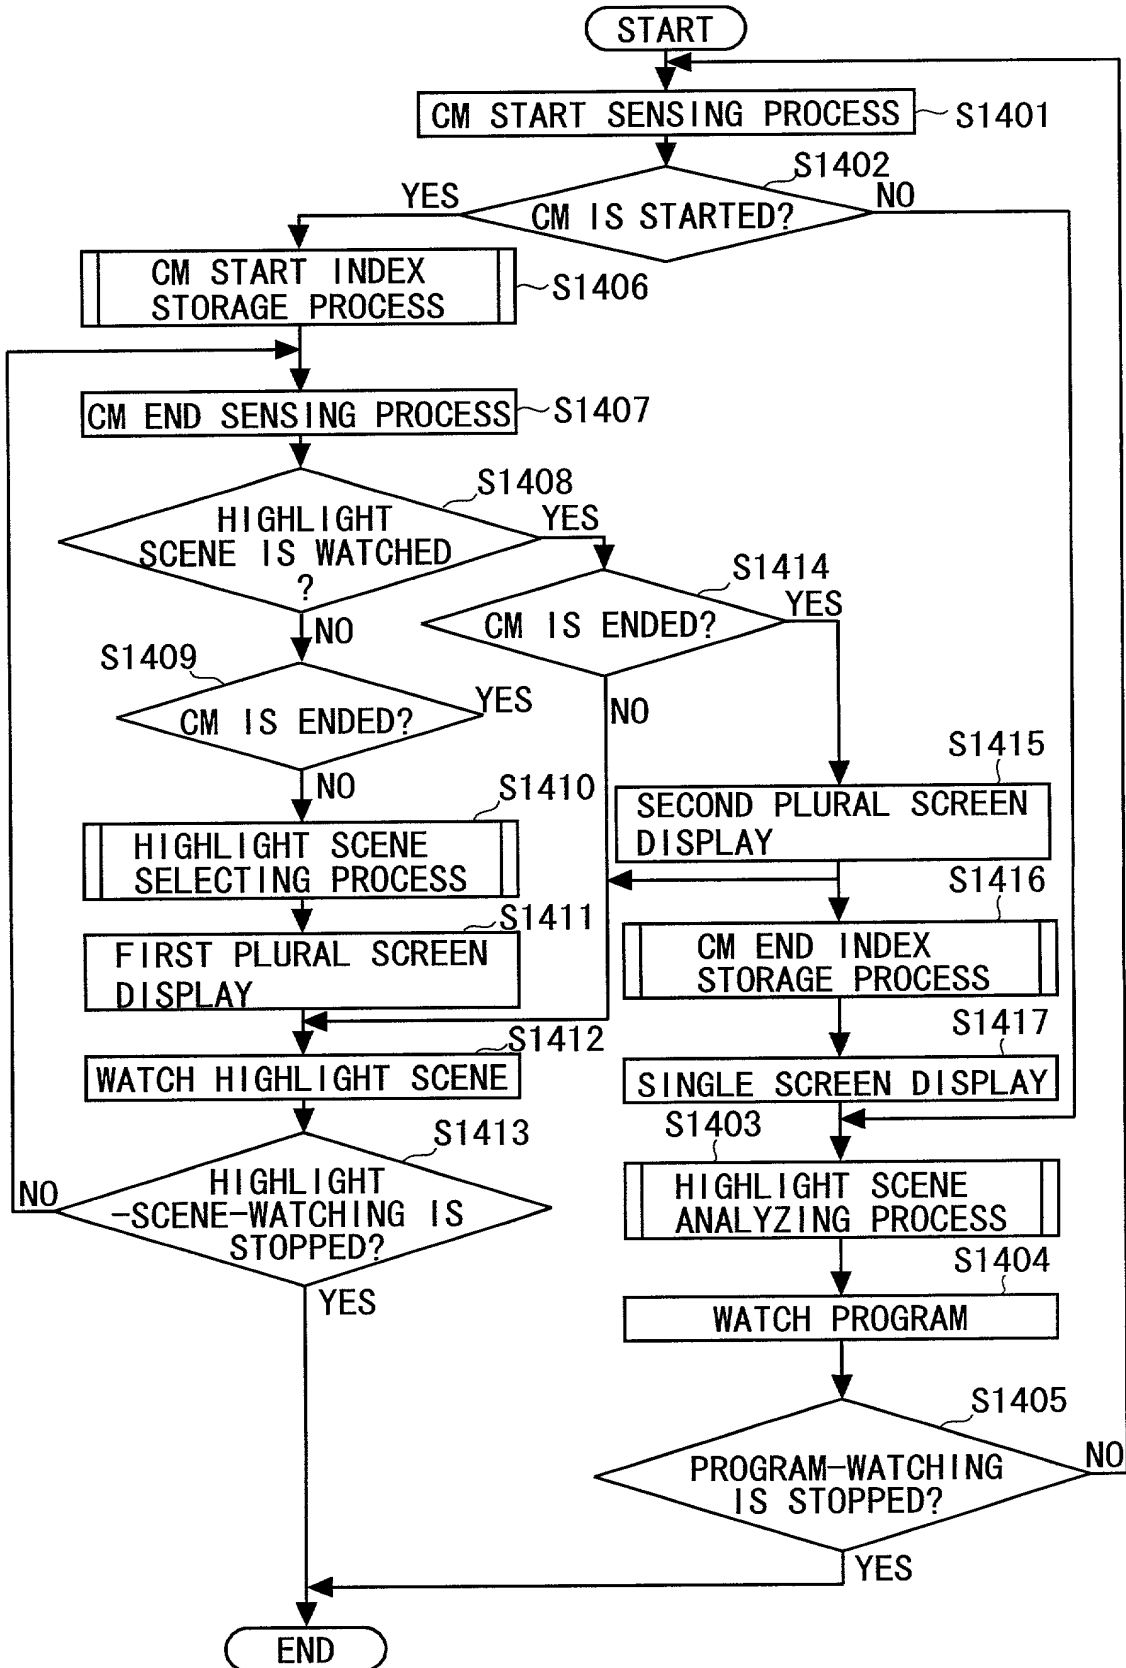 START
CM START SENSING PROCESS
S1401
S1402
YES
NO
CM IS STARTED?
CM START INDEX
STORAGE PROCESS
S1406
CM END SENSING PROCESS
S1407
S1408
HIGHLIGHT
SCENE IS WATCHED
?
YES
NO
S1414
CM IS ENDED?
YES
NO
S1409
CM IS ENDED?
YES
NO
S1410
HIGHLIGHT SCENE
SELECTING PROCESS
S1411
FIRST PLURAL SCREEN
DISPLAY
S1415
SECOND PLURAL SCREEN
DISPLAY
S1416
CM END INDEX
STORAGE PROCESS
S1412
WATCH HIGHLIGHT SCENE
S1417
SINGLE SCREEN DISPLAY
S1413
HIGHLIGHT
-SCENE-WATCHING IS
STOPPED?
NO
YES
S1403
HIGHLIGHT SCENE
ANALYZING PROCESS
S1404
WATCH PROGRAM
S1405
PROGRAM-WATCHING
IS STOPPED?
NO
YES
END